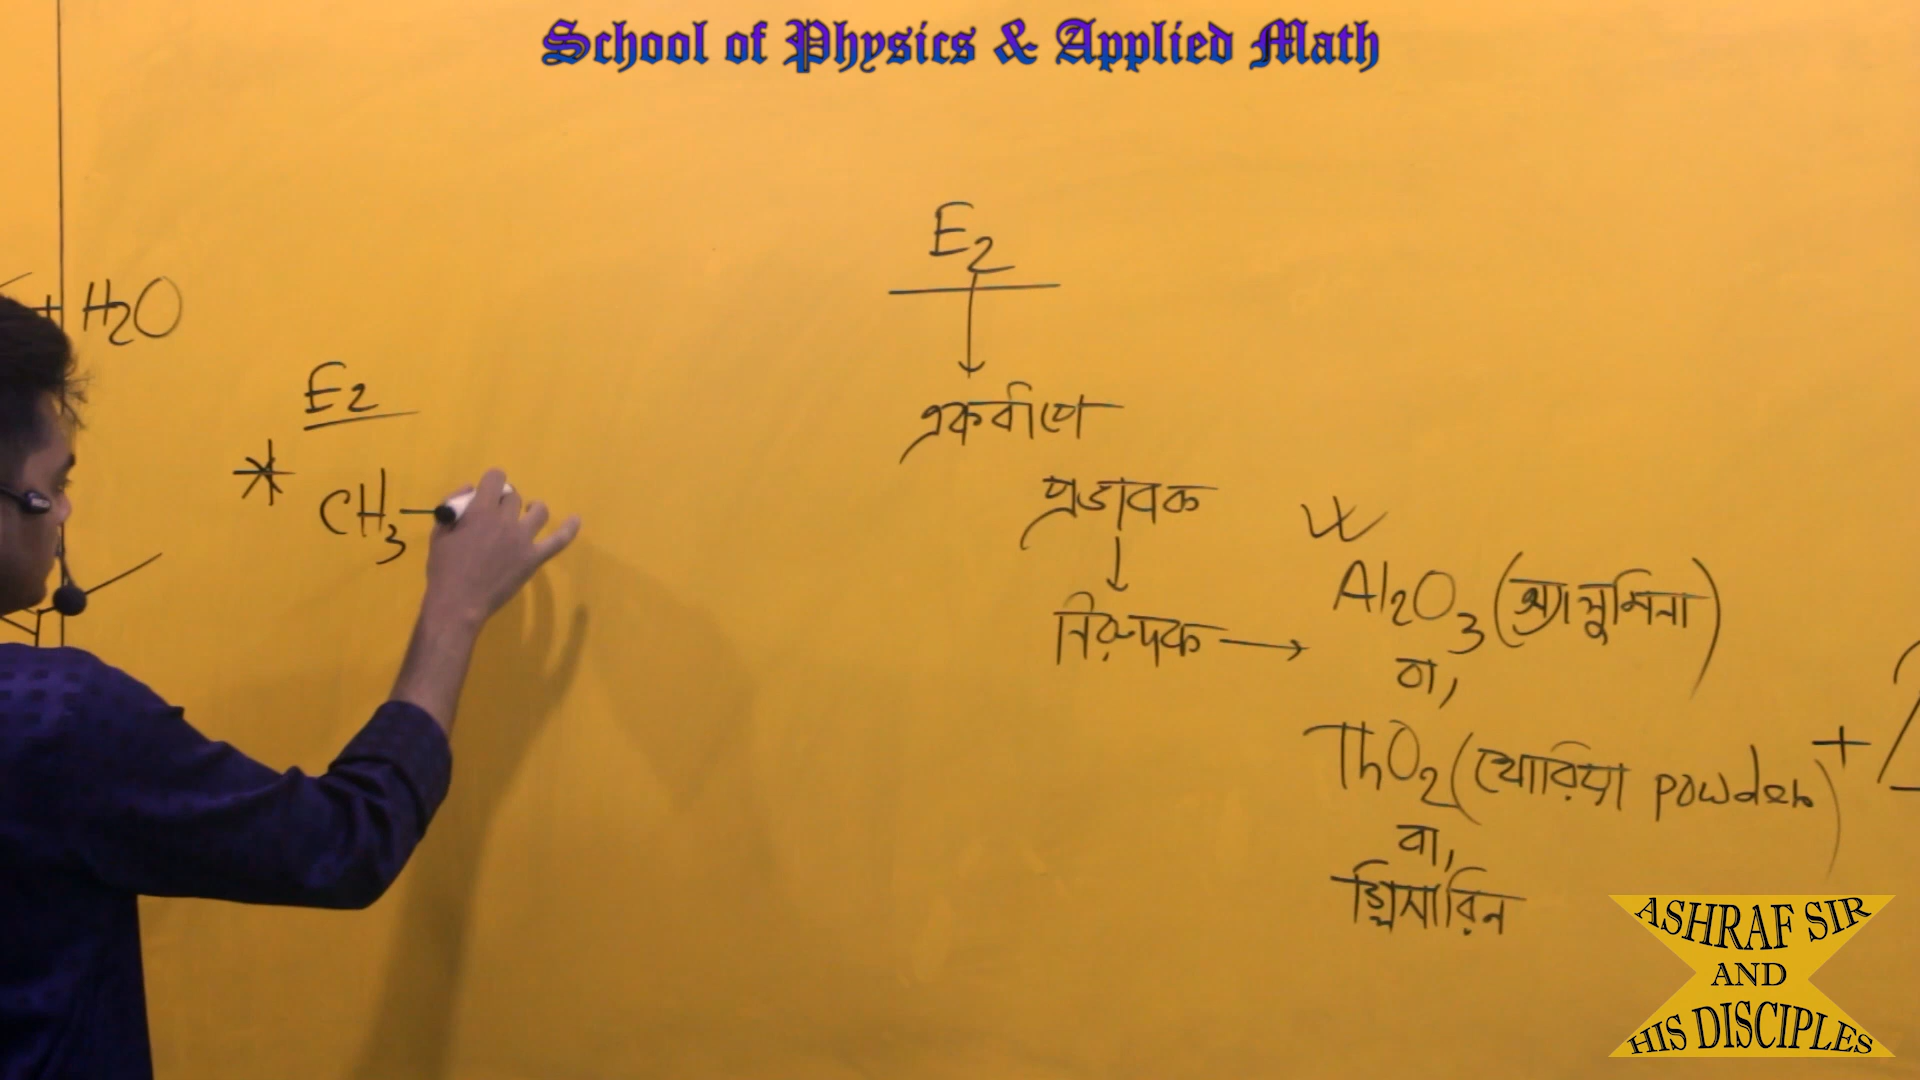 School of Physics & Applied Math
+ H2O
E2
* CH3—
E2
একধাপে
প্রভাবক
↓
নিরুদক →
Al2O3 (অ্যালুমিনা)
বা,
ThO2 (থোরিয়া powder) +
বা,
গ্লিসারিন
ASHRAF SIR
AND
HIS DISCIPLES